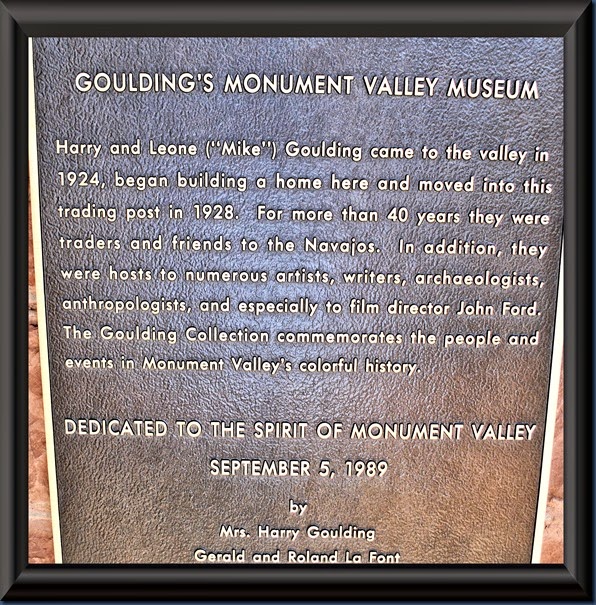 GOULDING'S MONUMENT VALLEY MUSEUM
Harry and Leone ("Mike") Goulding came to the valley in
1924, began building a home here and moved into this
trading post in 1928. For more than 40 years they were
traders and friends to the Navajos. In addition, they
were hosts to numerous artists, writers, archaeologists,
anthropologists, and especially to film director John Ford.
The Goulding Collection commemorates the people and
events in Monument Valley's colorful history.
DEDICATED TO THE SPIRIT OF MONUMENT VALLEY
SEPTEMBER 5, 1989
by
Mrs. Harry Goulding
Gerald and Roland La Font